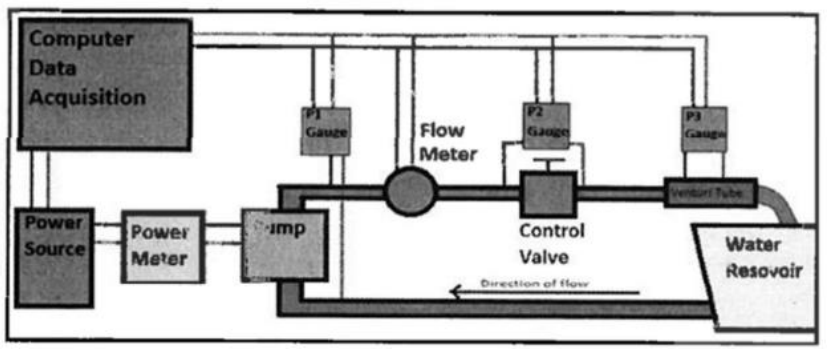 Computer
Data
Acquisition
P1
Gauge
Flow
Meter
P2
Gauge
P3
Gauge
Venturi Tube
Power
Source
Power
Meter
Pump
Control
Valve
Water
Resovoir
Direction of flow